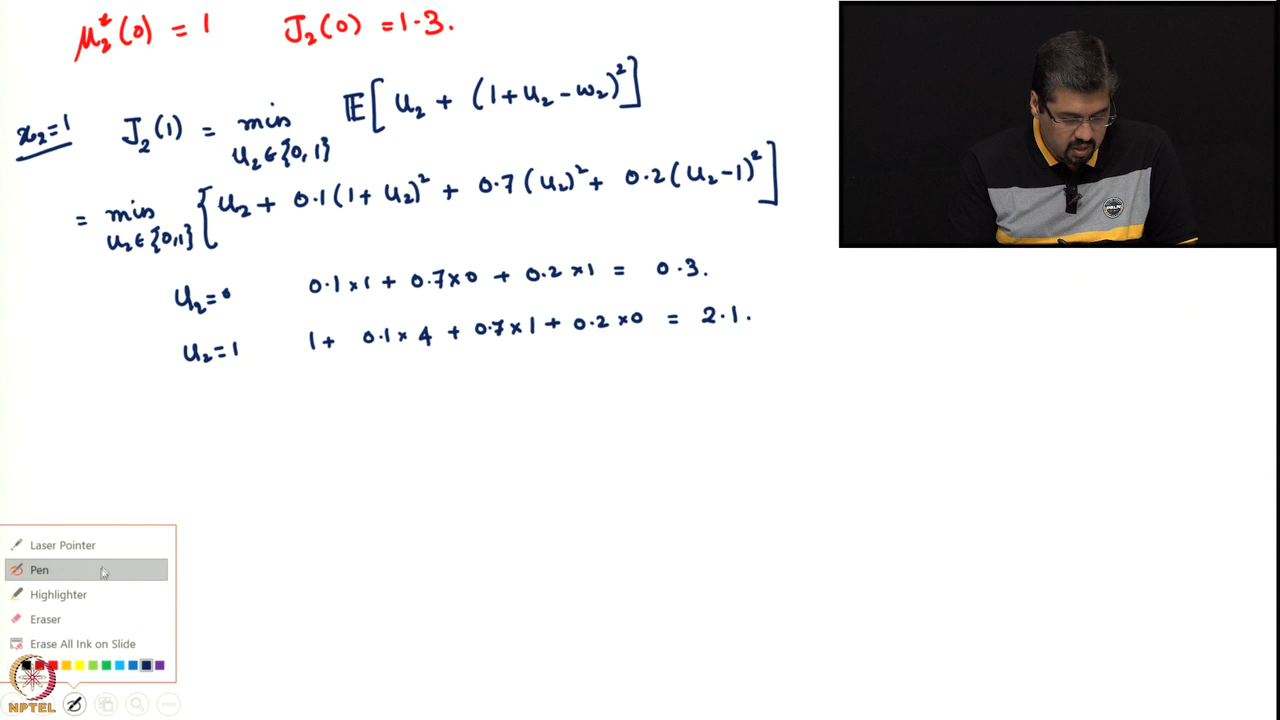 μ₂*(0) = 1 J₂(0) = 1.3.
x₂=1 J₂(1) = min_{u₂∈{0,1}} 𝔼[u₂ + (1+u₂-w₂)²]
= min_{u₂∈{0,1}} {u₂ + 0.1(1+u₂)² + 0.7(u₂)² + 0.2(u₂-1)²]
u₂=0 0.1×1 + 0.7×0 + 0.2×1 = 0.3.
u₂=1 1+ 0.1×4 + 0.7×1 + 0.2×0 = 2.1.
Laser Pointer
Pen
Highlighter
Eraser
Erase All Ink on Slide
NPTEL